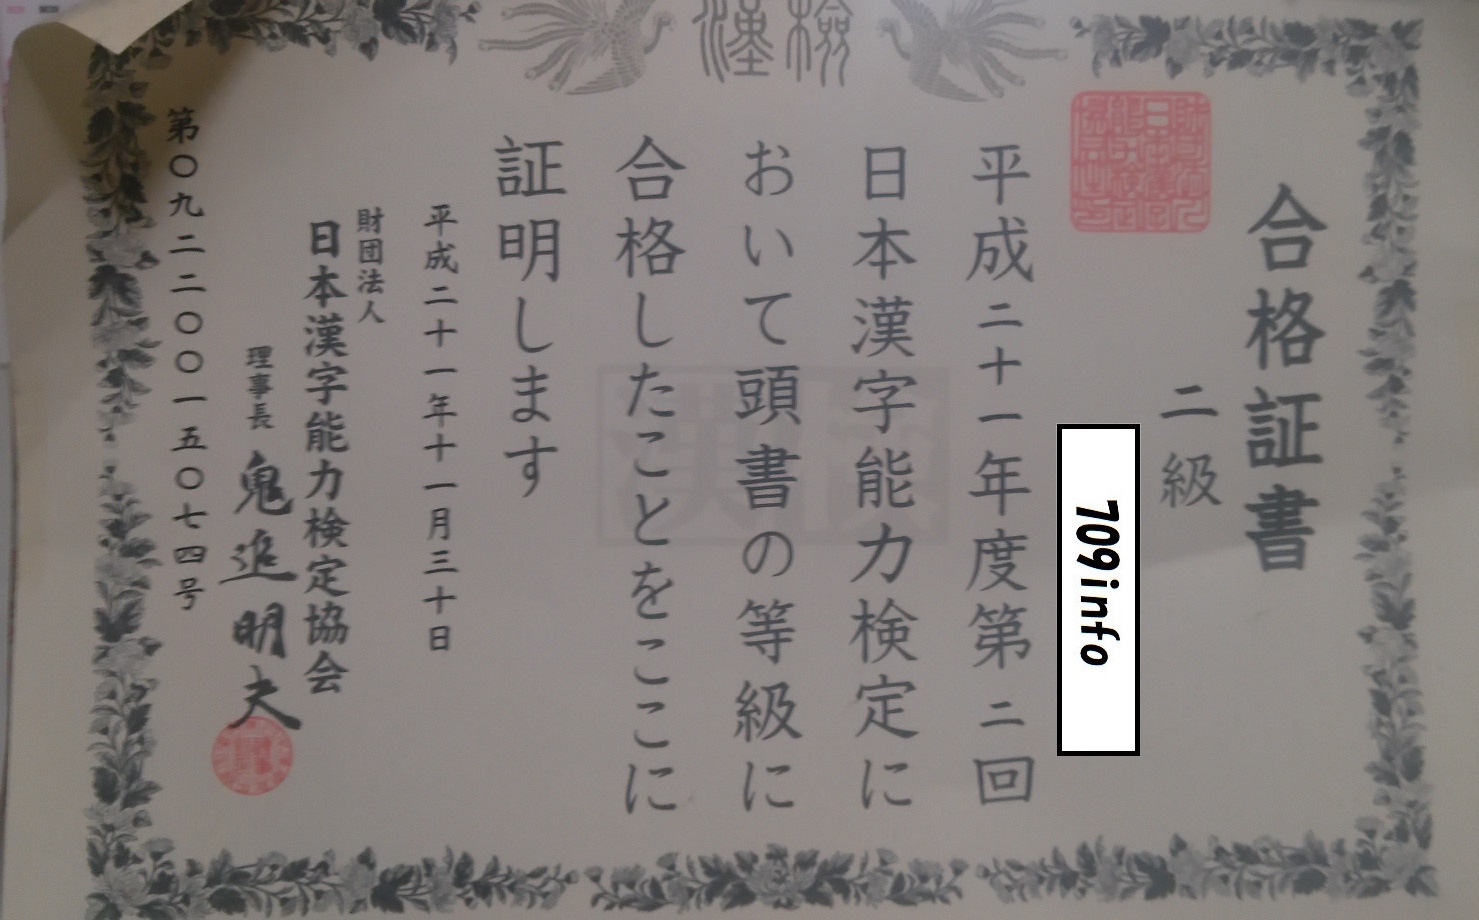 漢検
合格証書
二級
709info
平成二十一年度第二回
日本漢字能力検定に
おいて頭書の等級に
合格したことをここに
証明します
平成二十一年十一月三十日
財団法人
日本漢字能力検定協会
理事長 鬼追明夫
第〇九二二〇〇一五〇七四号
漢検